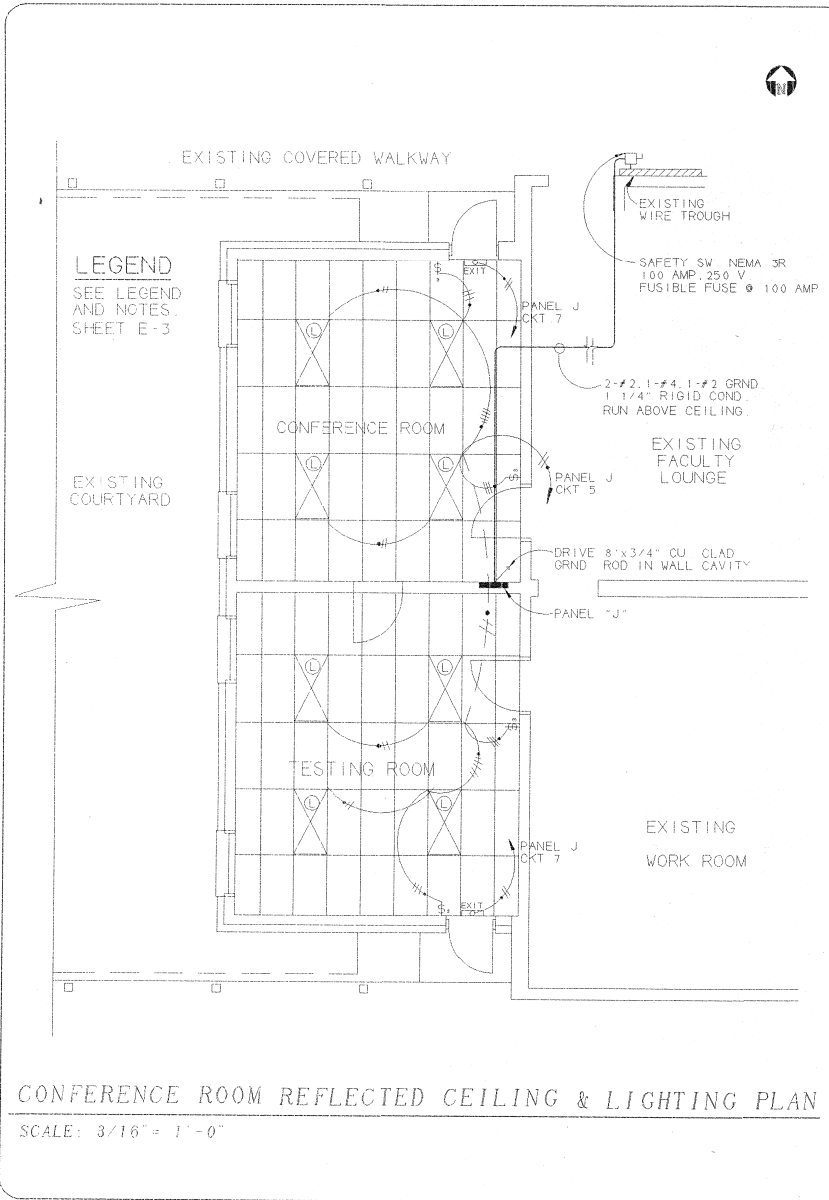 N
EXISTING COVERED WALKWAY
EXISTING
WIRE TROUGH
LEGEND
SEE LEGEND
AND NOTES.
SHEET E-3
SAFETY SW NEMA 3R
100 AMP. 250 V
FUSIBLE FUSE @ 100 AMP
$3
EXIT
PANEL J
CKT 7
L
L
2-#2. 1-#4. 1-#2 GRND
1 1/4" RIGID COND.
RUN ABOVE CEILING.
CONFERENCE ROOM
EXISTING
FACULTY
LOUNGE
L
L
$3
PANEL J
CKT 5
EXISTING
COURTYARD
DRIVE 8'x3/4" CU CLAD
GRND ROD IN WALL CAVITY
PANEL "J"
L
L
$3
TESTING ROOM
L
L
EXISTING
WORK ROOM
PANEL J
CKT 7
$3
EXIT
CONFERENCE ROOM REFLECTED CEILING & LIGHTING PLAN
SCALE: 3/16" = 1'-0"